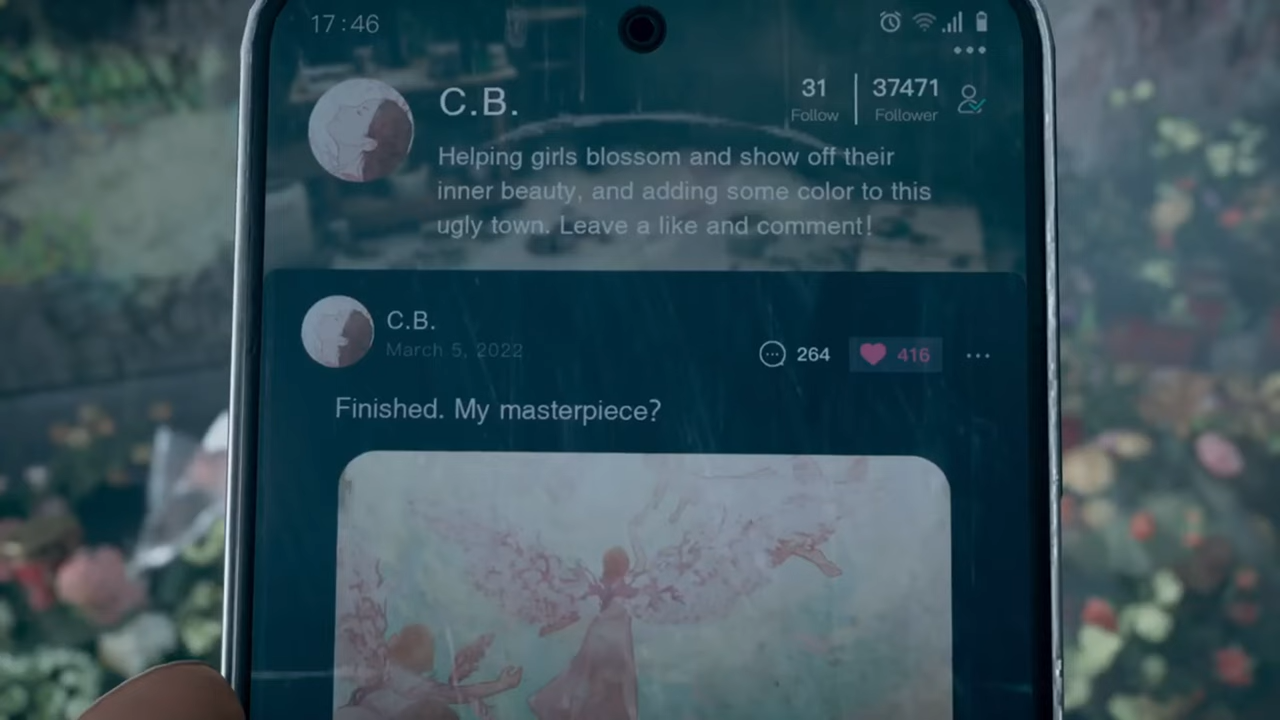 17:46
C.B.
31
Follow
37471
Follower
Helping girls blossom and show off their
inner beauty, and adding some color to this
ugly town. Leave a like and comment!
C.B.
March 5, 2022
264
416
Finished. My masterpiece?